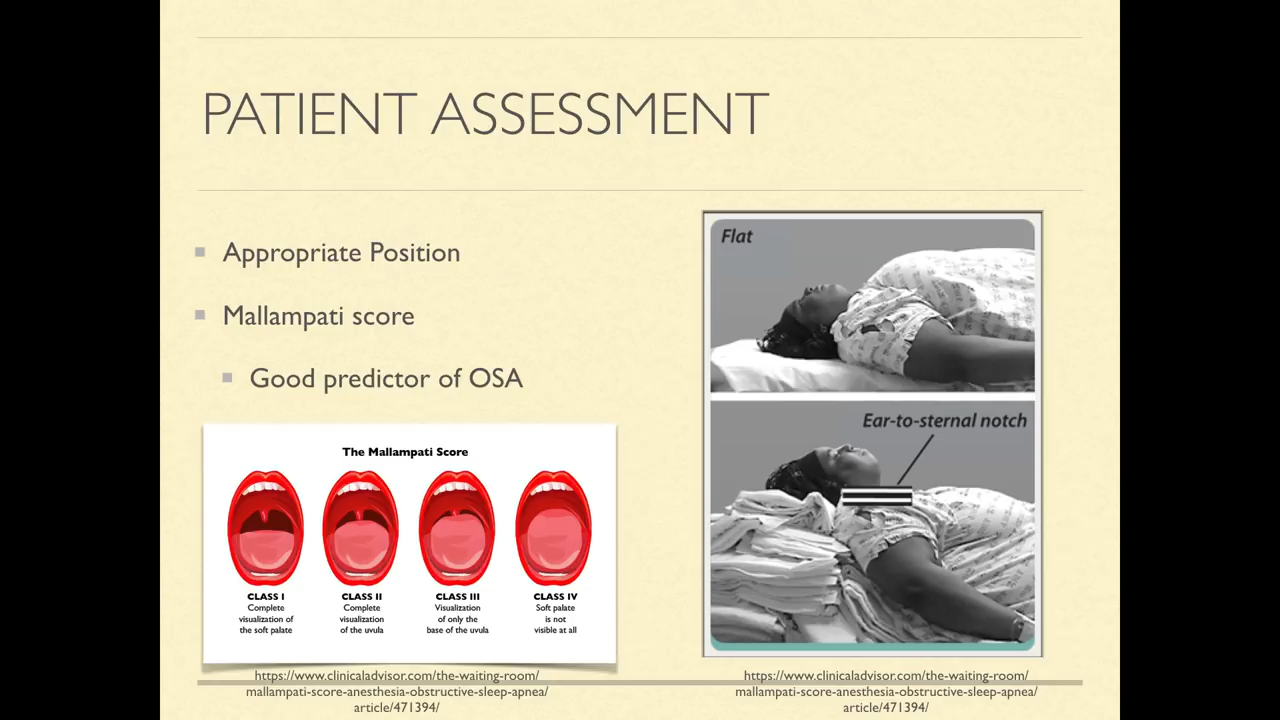 PATIENT ASSESSMENT
Appropriate Position
Mallampati score
Good predictor of OSA
The Mallampati Score
CLASS I
Complete
visualization of
the soft palate
CLASS II
Complete
visualization
of the uvula
CLASS III
Visualization
of only the
base of the uvula
CLASS IV
Soft palate
is not
visible at all
https://www.clinicaladvisor.com/the-waiting-room/
mallampati-score-anesthesia-obstructive-sleep-apnea/
article/471394/
Flat
Ear-to-sternal notch
https://www.clinicaladvisor.com/the-waiting-room/
mallampati-score-anesthesia-obstructive-sleep-apnea/
article/471394/